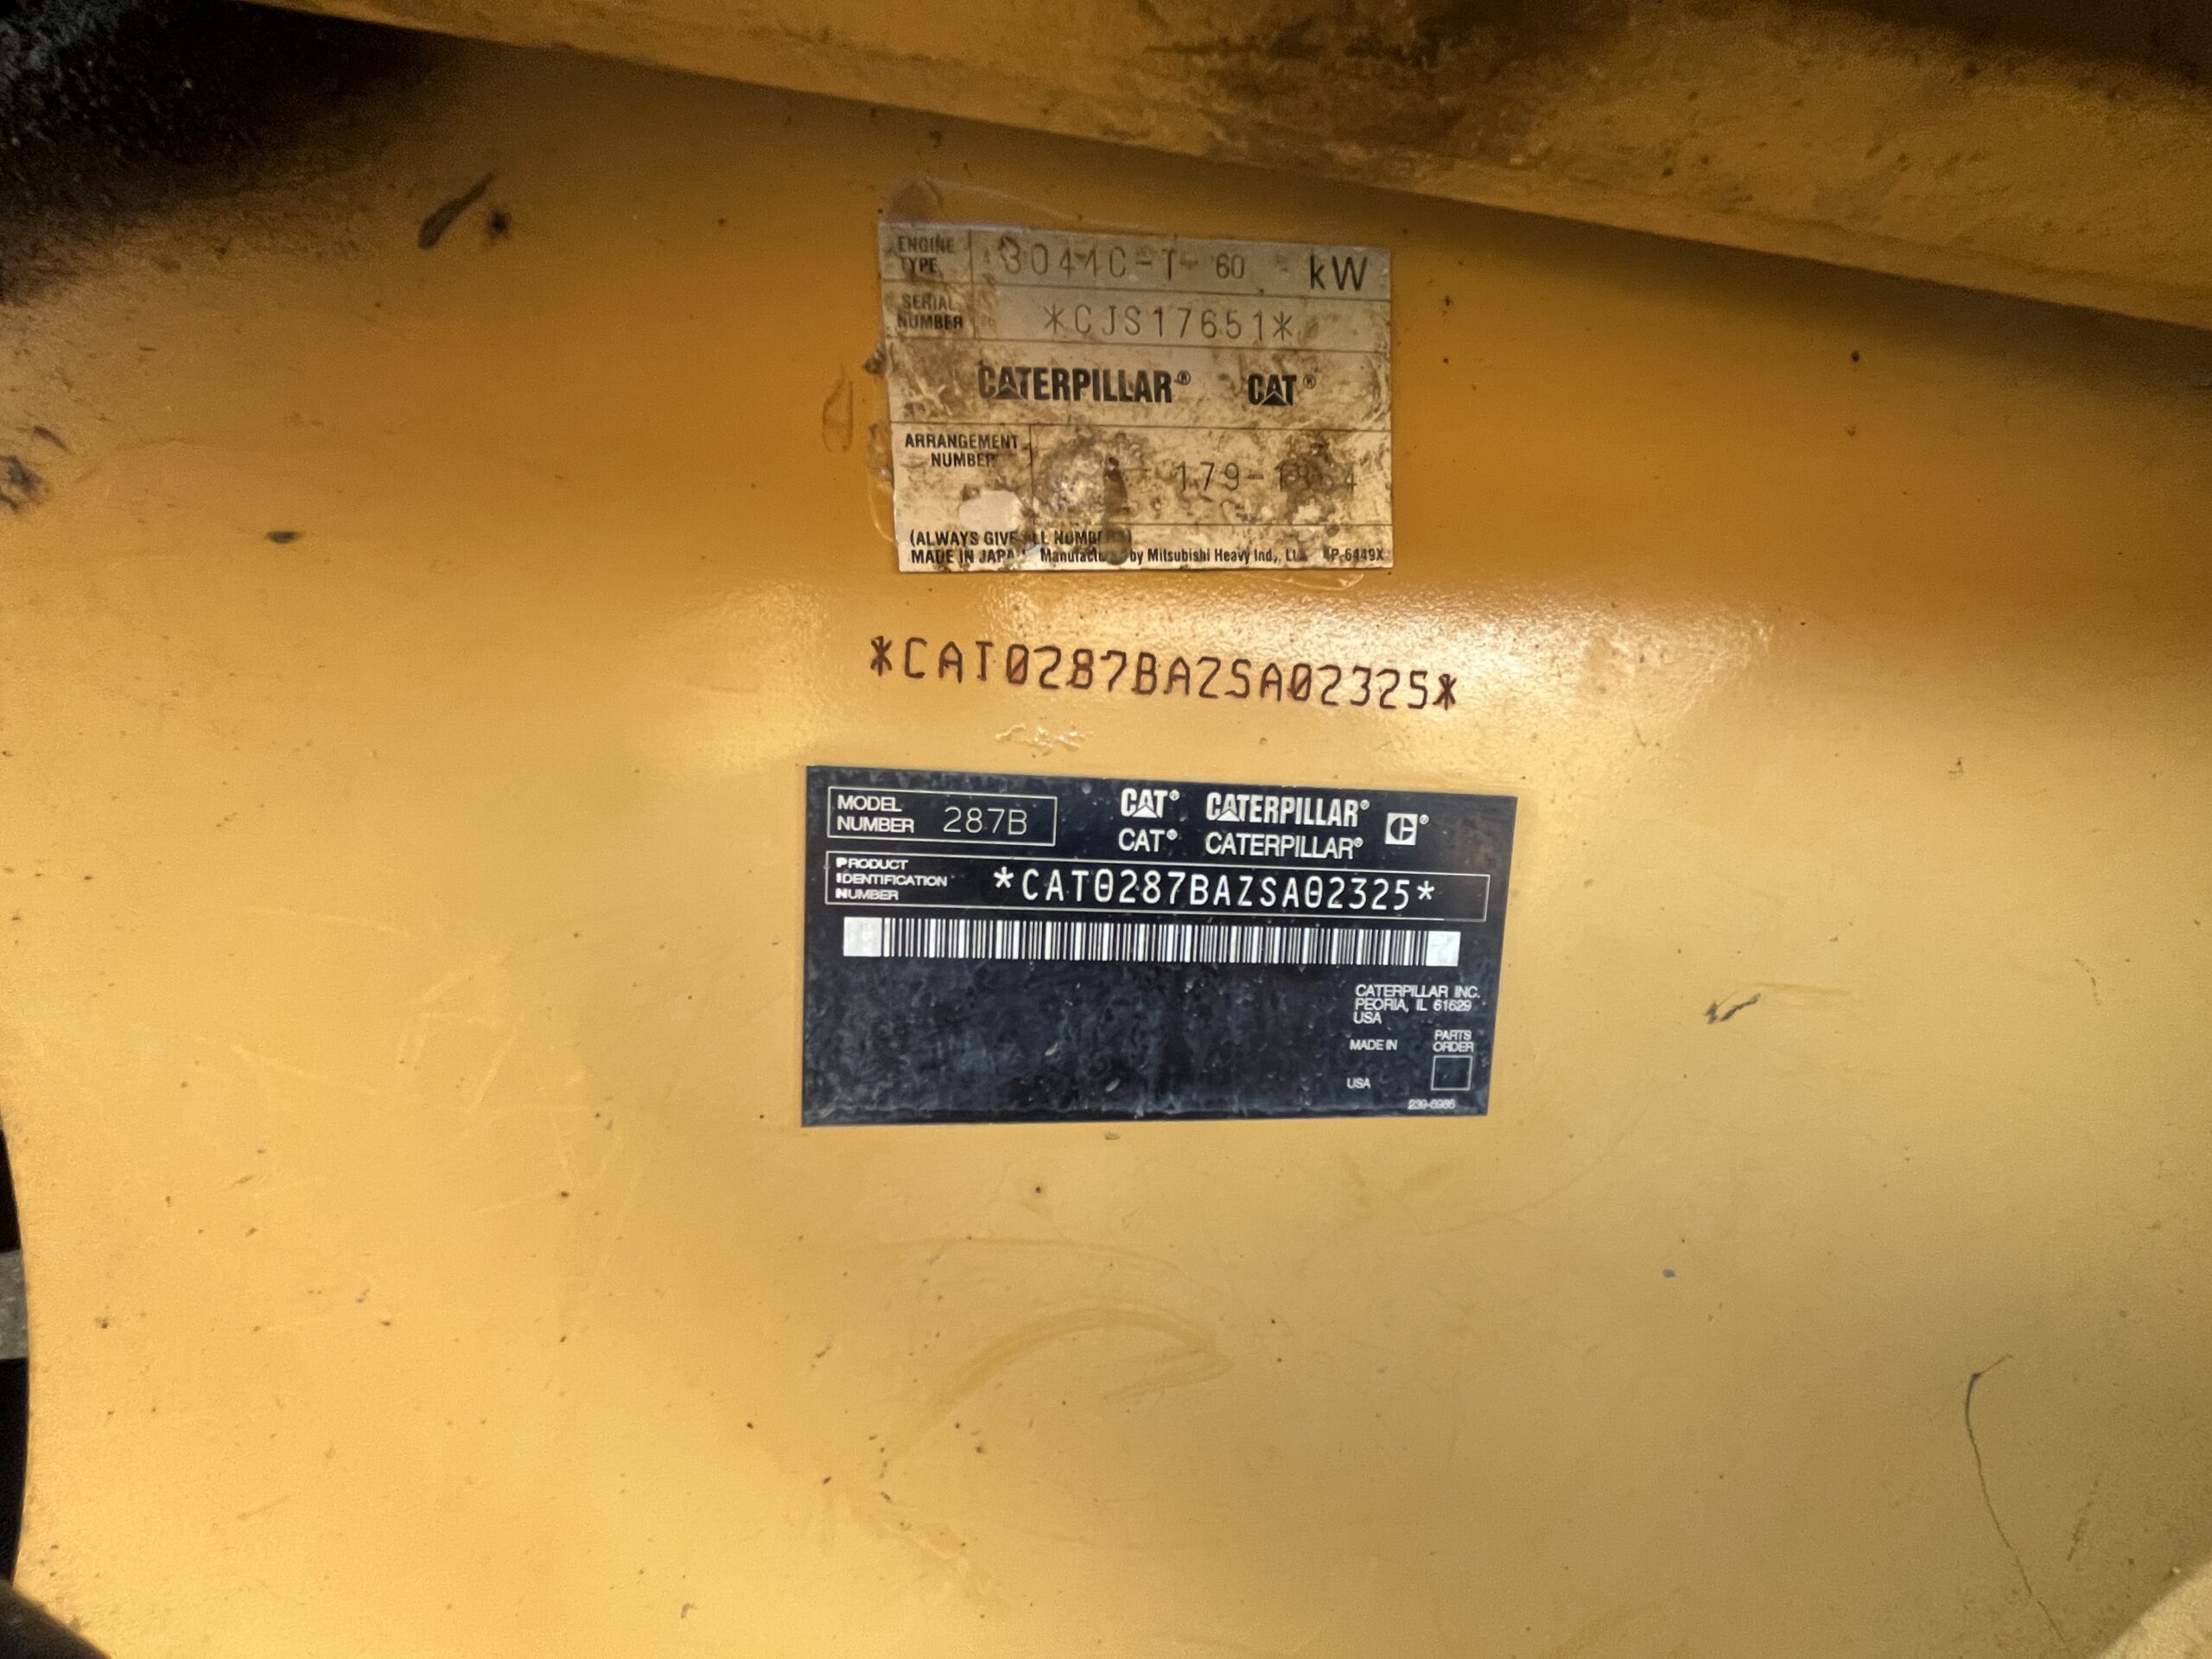 ENGINE TYPE 3044C-T- 60 kW
SERIAL NUMBER *CJS17651*
CATERPILLAR® CAT®
ARRANGEMENT NUMBER 179-
(ALWAYS GIVE ALL NUMBERS)
MADE IN JAPAN Manufactured by Mitsubishi Heavy Ind., Ltd. 6449X
*CAT0287BAZSA02325*
MODEL NUMBER 287B
CAT® CATERPILLAR®
CAT® CATERPILLAR®
PRODUCT IDENTIFICATION NUMBER *CAT0287BAZSA02325*
CATERPILLAR INC.
PEORIA, IL 61629
USA
MADE IN
USA
PARTS
ORDER